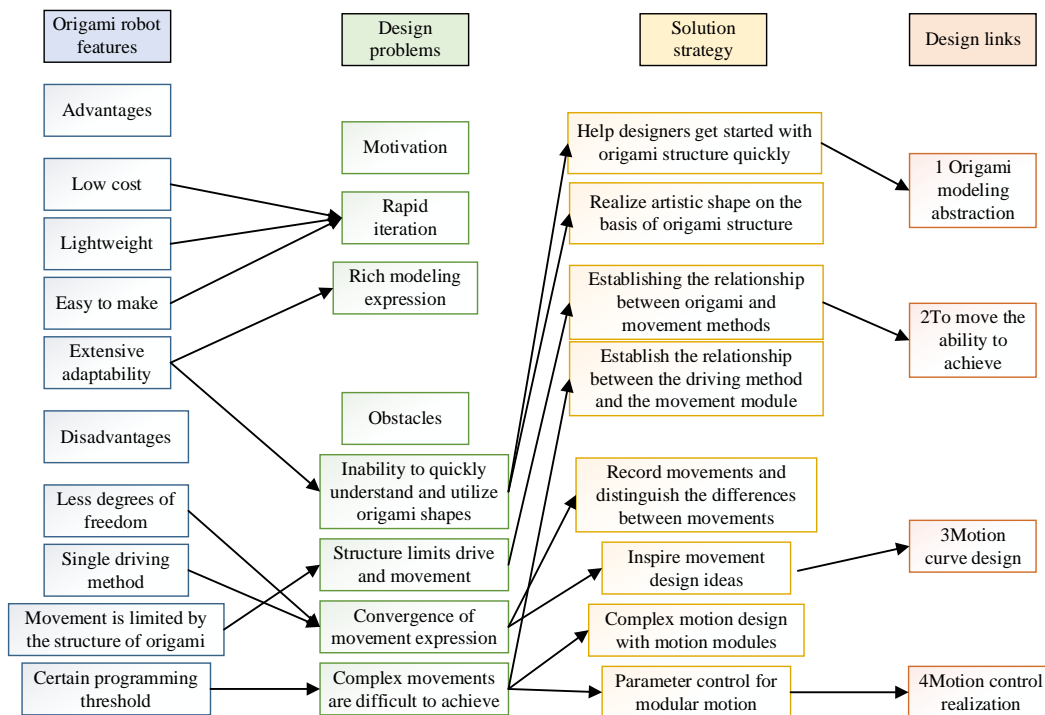 Origami robot
features
Design
problems
Solution
strategy
Design links
Advantages
Low cost
Lightweight
Easy to make
Extensive
adaptability
Disadvantages
Less degrees of
freedom
Single driving
method
Movement is limited by
the structure of origami
Certain programming
threshold
Motivation
Rapid
iteration
Rich modeling
expression
Obstacles
Inability to quickly
understand and utilize
origami shapes
Structure limits drive
and movement
Convergence of
movement expression
Complex movements
are difficult to achieve
Help designers get started with
origami structure quickly
Realize artistic shape on the
basis of origami structure
Establishing the relationship
between origami and
movement methods
Establish the relationship
between the driving method
and the movement module
Record movements and
distinguish the differences
between movements
Inspire movement
design ideas
Complex motion design
with motion modules
Parameter control for
modular motion
1 Origami
modeling
abstraction
2To move the
ability to
achieve
3Motion
curve design
4Motion control
realization